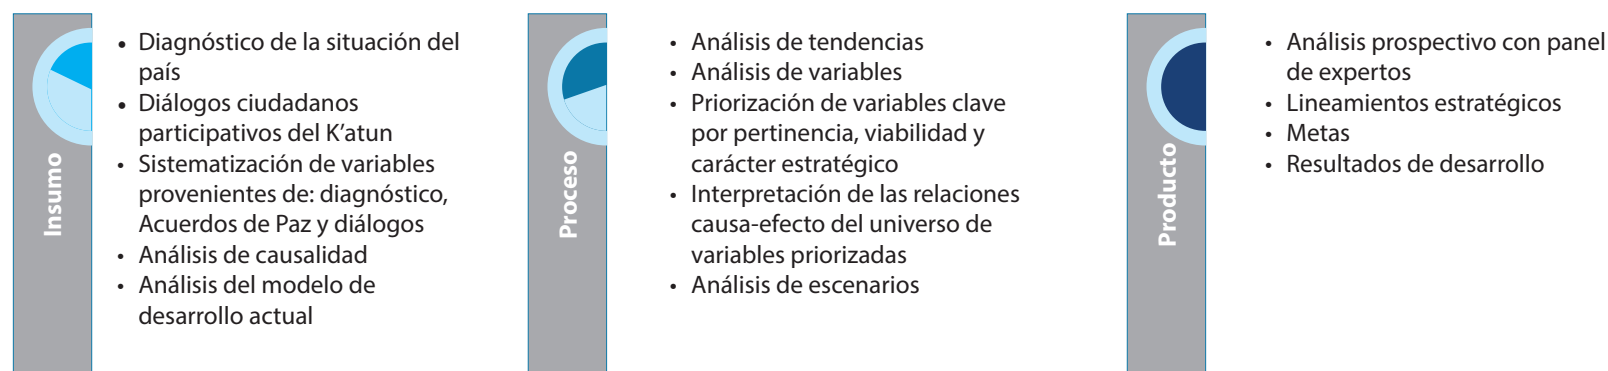 Insumo
• Diagnóstico de la situación del
país
• Diálogos ciudadanos
participativos del K’atun
• Sistematización de variables
provenientes de: diagnóstico,
Acuerdos de Paz y diálogos
• Análisis de causalidad
• Análisis del modelo de
desarrollo actual
Proceso
• Análisis de tendencias
• Análisis de variables
• Priorización de variables clave
por pertinencia, viabilidad y
carácter estratégico
• Interpretación de las relaciones
causa-efecto del universo de
variables priorizadas
• Análisis de escenarios
Producto
• Análisis prospectivo con panel
de expertos
• Lineamientos estratégicos
• Metas
• Resultados de desarrollo